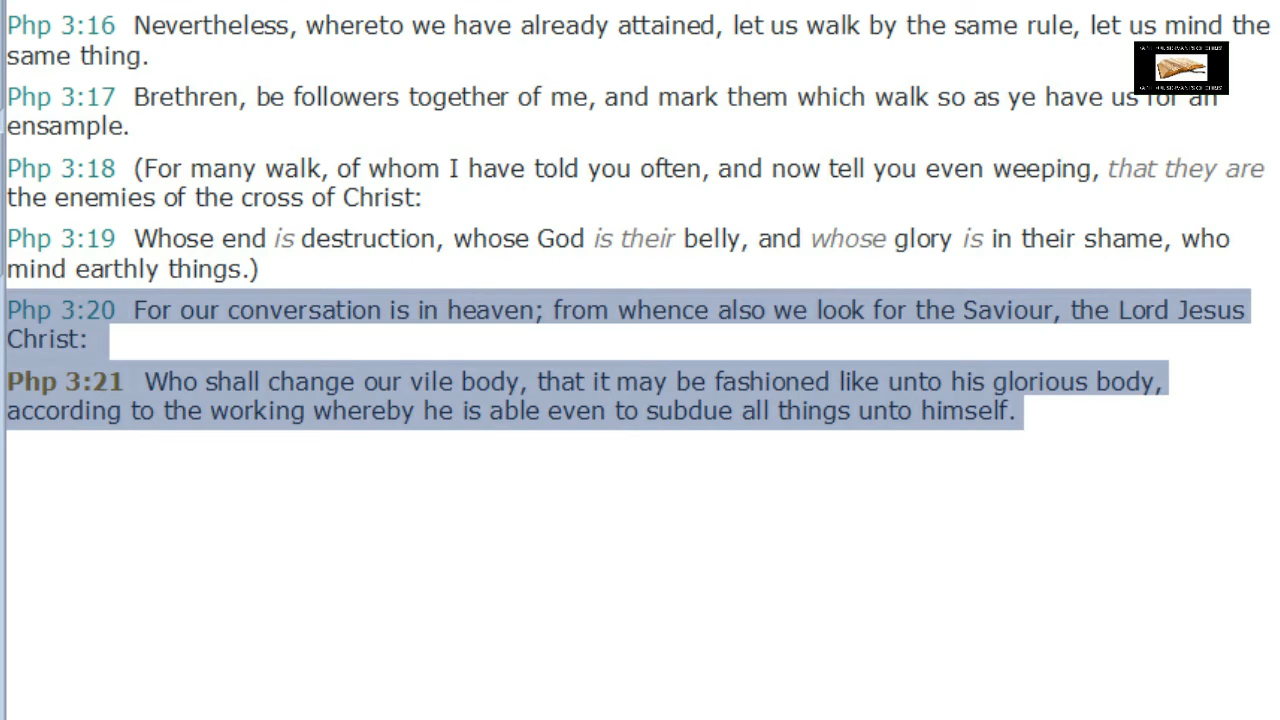 Php 3:16 Nevertheless, whereto we have already attained, let us walk by the same rule, let us mind the
same thing.
Php 3:17 Brethren, be followers together of me, and mark them which walk so as ye have us for an
ensample.
Php 3:18 (For many walk, of whom I have told you often, and now tell you even weeping, that they are
the enemies of the cross of Christ:
Php 3:19 Whose end is destruction, whose God is their belly, and whose glory is in their shame, who
mind earthly things.)
Php 3:20 For our conversation is in heaven; from whence also we look for the Saviour, the Lord Jesus
Christ:
Php 3:21 Who shall change our vile body, that it may be fashioned like unto his glorious body,
according to the working whereby he is able even to subdue all things unto himself.